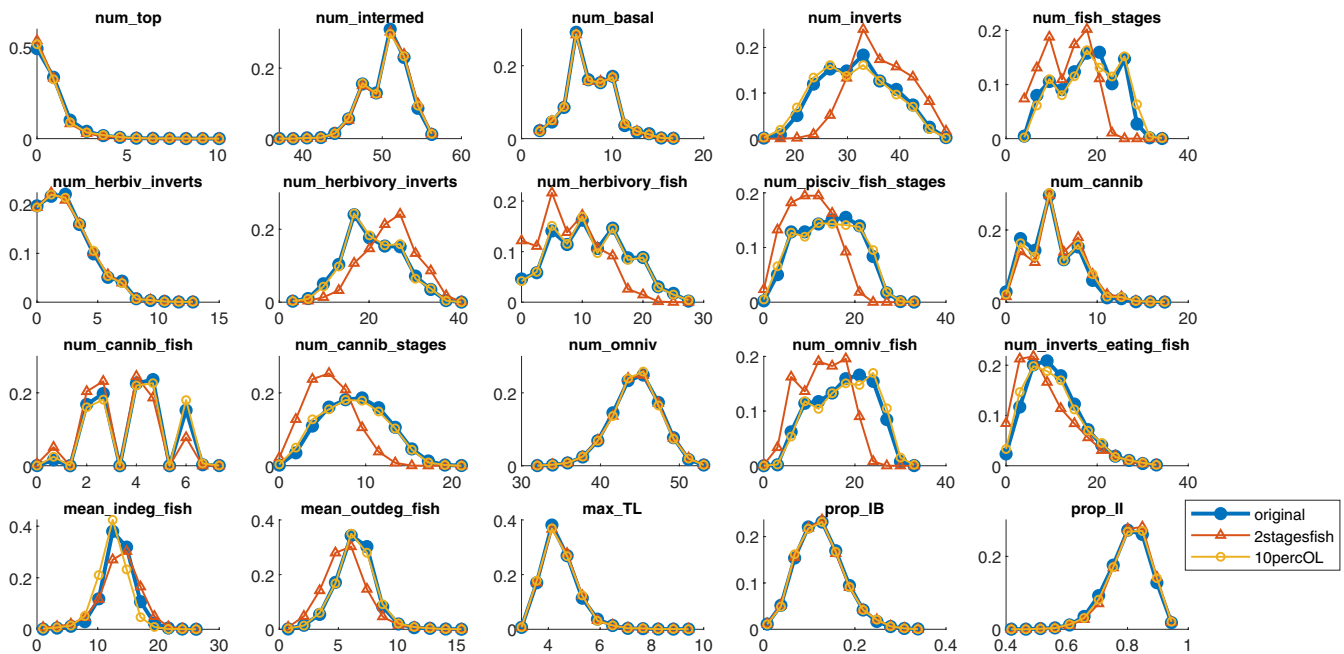 num_top num_intermed num_basal num_inverts num_fish_stages
0.5 0.2 0.2 0.2 0.2
0.1 0.1
0 0 0 0 0
0 5 10 40 50 60 0 10 20 20 30 40 0 20 40
num_herbiv_inverts num_herbivory_inverts num_herbivory_fish num_pisciv_fish_stages num_cannib
0.2 0.2 0.2 0.2 0.2
0.1 0.1 0.1
0 0 0 0 0
0 5 10 15 0 20 40 0 10 20 30 0 20 40 0 10 20
num_cannib_fish num_cannib_stages num_omniv num_omniv_fish num_inverts_eating_fish
0.2 0.2 0.2 0.2 0.2
0.1 0.1
0 0 0 0 0
0 2 4 6 0 10 20 30 40 50 0 20 40 0 20 40
mean_indeg_fish mean_outdeg_fish max_TL prop_IB prop_II
0.4 0.4 0.4
0.2 0.2 0.2 0.2 0.2
0 0 0 0 0
0 10 20 30 0 5 10 15 4 6 8 10 0 0.2 0.4 0.4 0.6 0.8 1
original
2stagesfish
10percOL